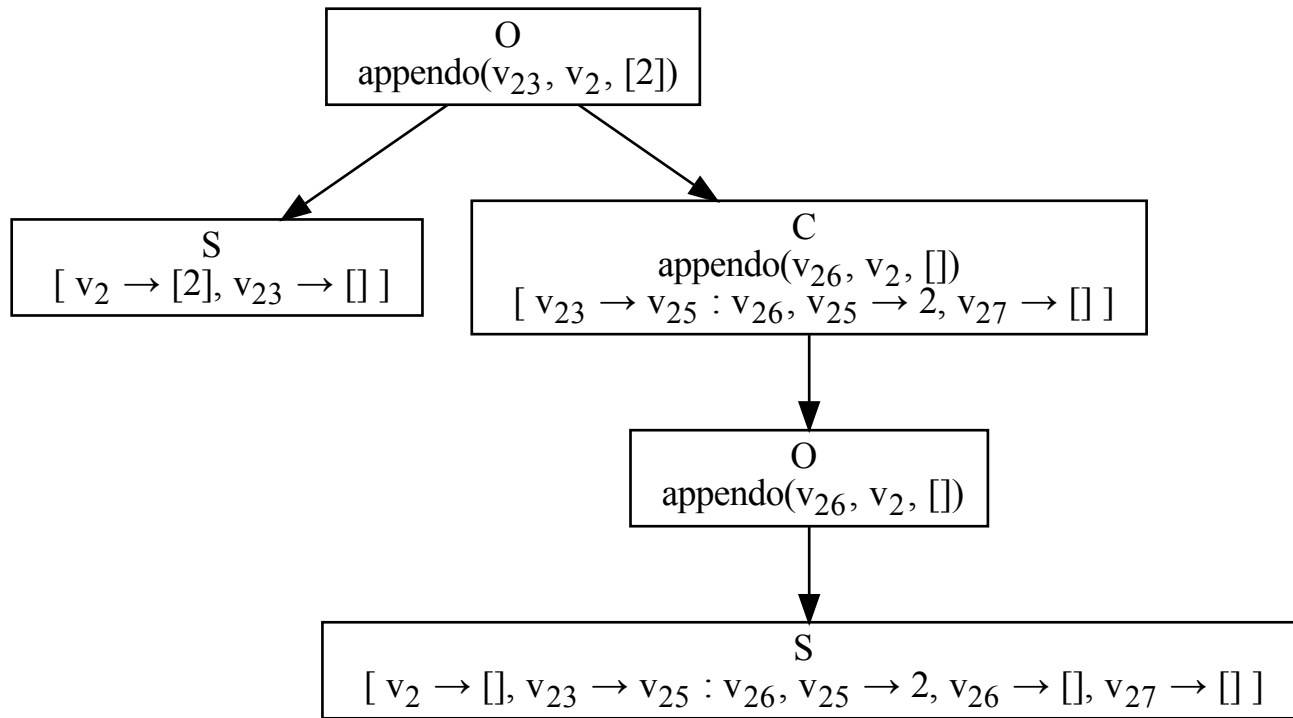 O
appendo(v₂₃, v₂, [2])
S
[ v₂ → [2], v₂₃ → [] ]
C
appendo(v₂₆, v₂, [])
[ v₂₃ → v₂₅ : v₂₆, v₂₅ → 2, v₂₇ → [] ]
O
appendo(v₂₆, v₂, [])
S
[ v₂ → [], v₂₃ → v₂₅ : v₂₆, v₂₅ → 2, v₂₆ → [], v₂₇ → [] ]